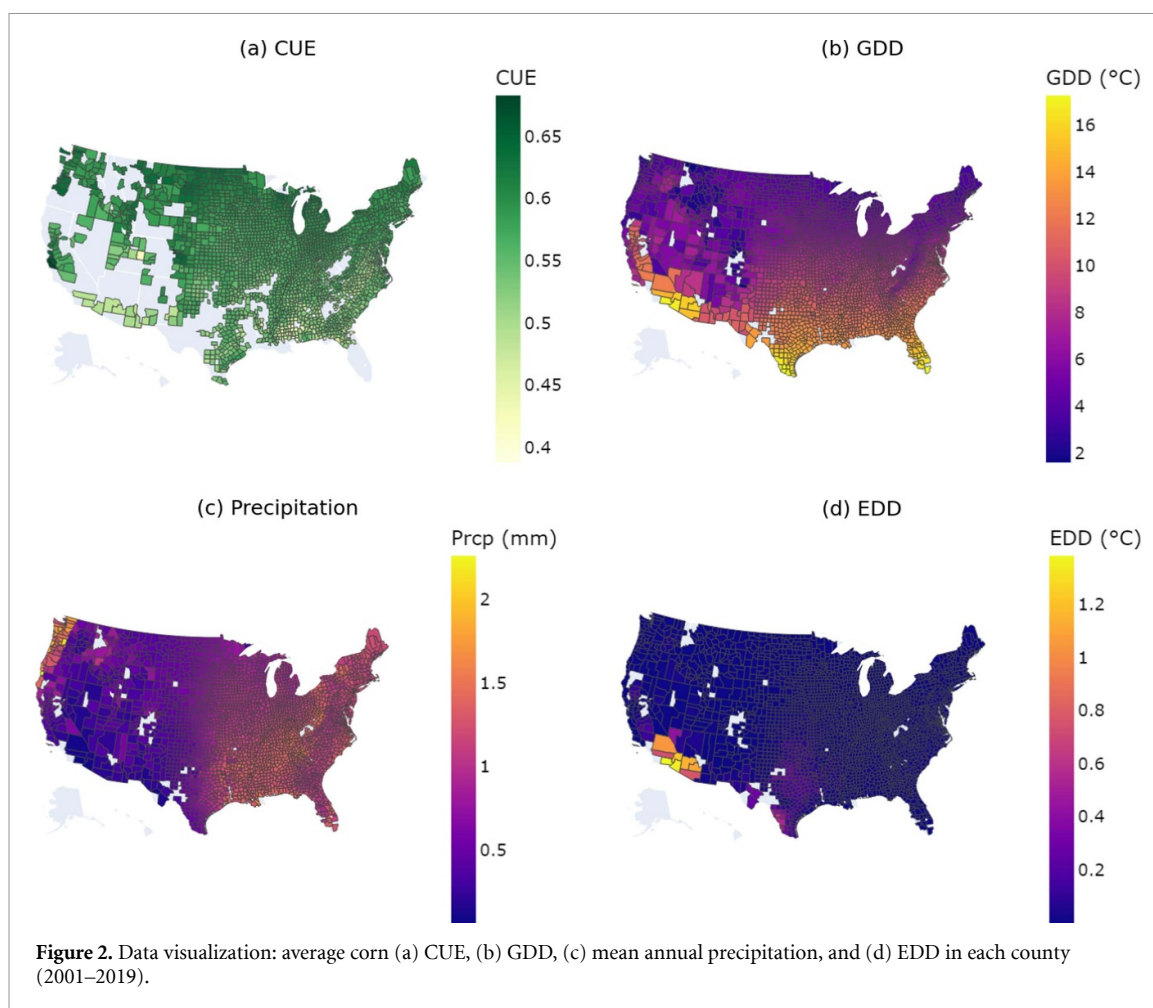 (a) CUE
CUE
0.65
0.6
0.55
0.5
0.45
0.4
(b) GDD
GDD (°C)
16
14
12
10
8
6
4
2
(c) Precipitation
Prcp (mm)
2
1.5
1
0.5
(d) EDD
EDD (°C)
1.2
1
0.8
0.6
0.4
0.2
Figure 2. Data visualization: average corn (a) CUE, (b) GDD, (c) mean annual precipitation, and (d) EDD in each county
(2001–2019).